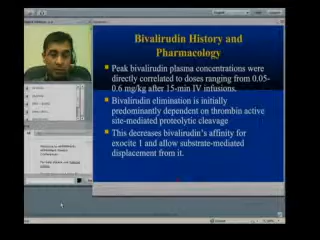 Bivalirudin History and
Pharmacology
Peak bivalirudin plasma concentrations were
directly correlated to doses ranging from 0.05-
0.6 mg/kg after 15-min IV infusions.
Bivalirudin elimination is initially
predominantly dependent on thrombin active
site-mediated proteolytic cleavage
This decreases bivalirudin's affinity for
exocite 1 and allow substrate-mediated
displacement from it.